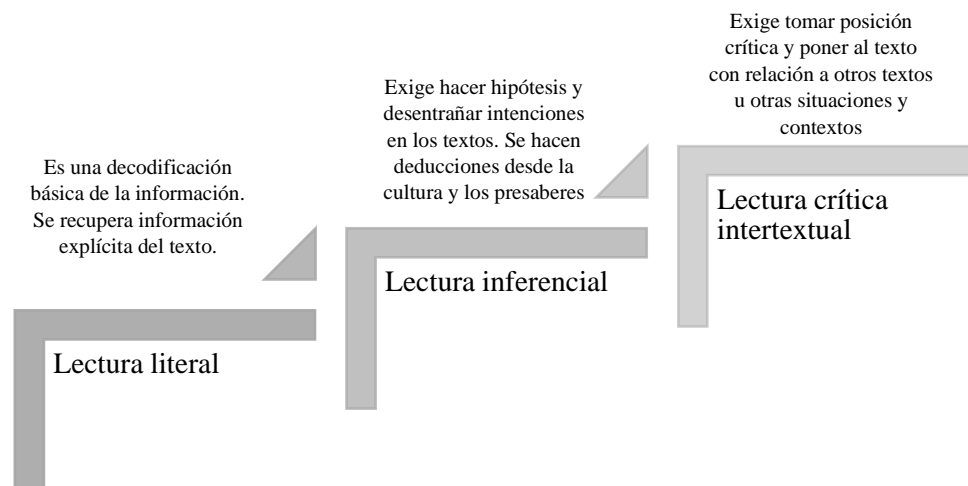 Es una decodificación
básica de la información.
Se recupera información
explícita del texto.
Lectura literal
Exige hacer hipótesis y
desentrañar intenciones
en los textos. Se hacen
deducciones desde la
cultura y los presaberes
Lectura inferencial
Exige tomar posición
crítica y poner al texto
con relación a otros textos
u otras situaciones y
contextos
Lectura crítica
intertextual